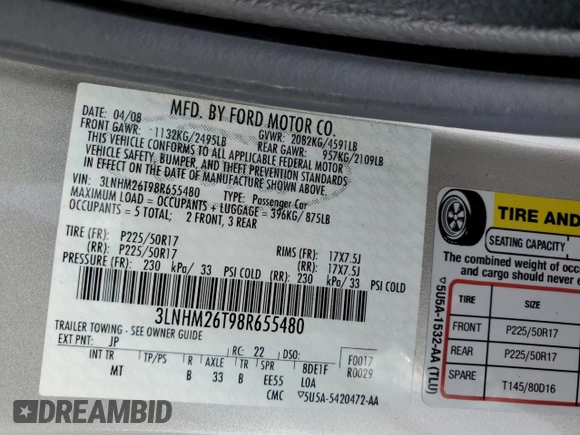 MFD. BY FORD MOTOR CO.
DATE: 04/08 GVWR: 2082KG/4591LB
FRONT GAWR: 1132KG/2495LB REAR GAWR: 957KG/2109LB
THIS VEHICLE CONFORMS TO ALL APPLICABLE FEDERAL MOTOR
VEHICLE SAFETY, BUMPER, AND THEFT PREVENTION STANDARDS
IN EFFECT ON THE DATE OF MANUFACTURE SHOWN ABOVE.
VIN: 3LNHM26T98R655480 TYPE: Passenger Car
MAXIMUM LOAD = OCCUPANTS + LUGGAGE = 396KG/ 875LB
OCCUPANTS = 5 TOTAL; 2 FRONT, 3 REAR
TIRE (FR): P225/50R17 RIMS (FR): 17X7.5J
(RR): P225/50R17 (RR): 17X7.5J
PRESSURE (FR): 230 kPa/ 33 PSI COLD (RR): 230 kPa/ 33 PSI COLD
3LNHM26T98R655480
TRAILER TOWING - SEE OWNER GUIDE
EXT PNT: JP RC: 22 DSO: F0017
R0029
INT TR TP/PS R AXLE TR SPR 8DE1F
MT B 33 B EE55 LOA
CMC 5U5A-5420472-AA
TIRE AND
SEATING CAPACITY
The combined weight of occ
and cargo should never e
TIRE SIZE
FRONT P225/50R17
REAR P225/50R17
SPARE T145/80D16
5U5A-1532-AA (TLU)
DREAMBID